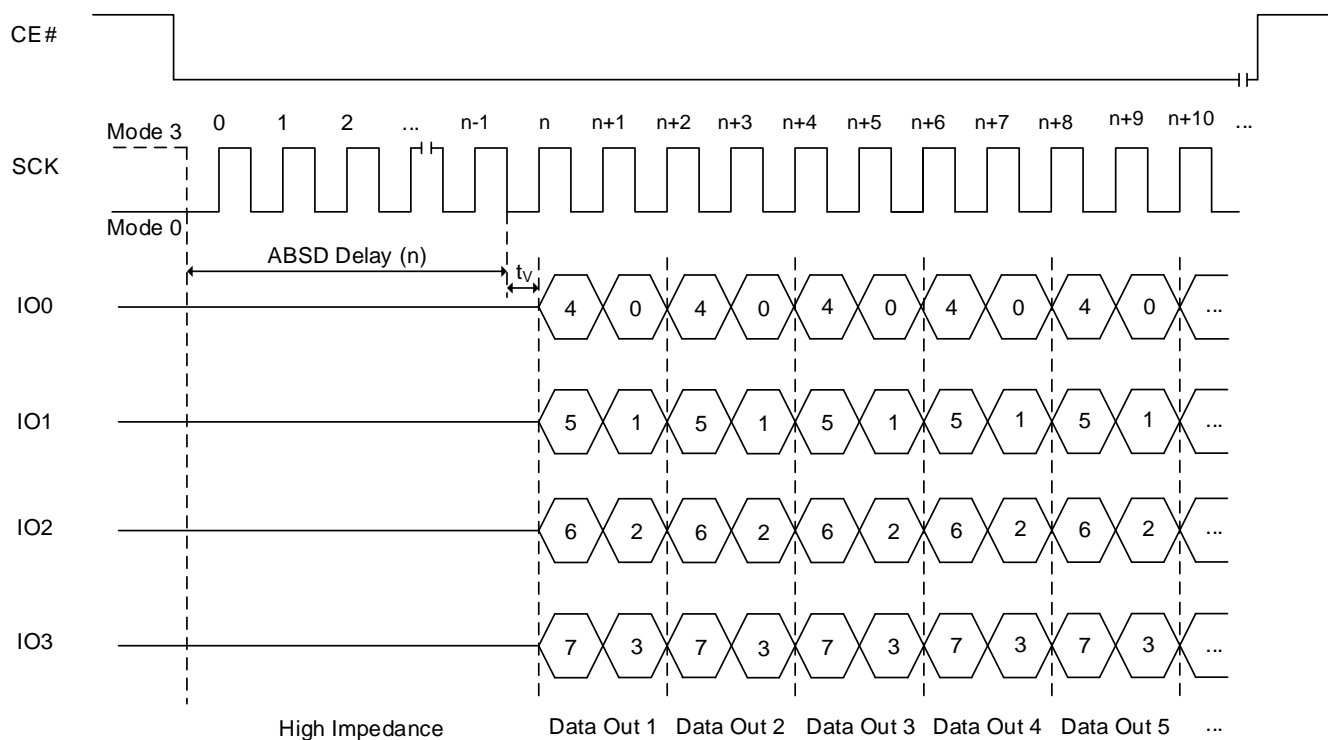 CE#
Mode 3
0 1 2 ... n-1 n n+1 n+2 n+3 n+4 n+5 n+6 n+7 n+8 n+9 n+10 ...
SCK
Mode 0
ABSD Delay (n)
tV
IO0
4 0 4 0 4 0 4 0 4 0 ...
IO1
5 1 5 1 5 1 5 1 5 1 ...
IO2
6 2 6 2 6 2 6 2 6 2 ...
IO3
7 3 7 3 7 3 7 3 7 3 ...
High Impedance Data Out 1 Data Out 2 Data Out 3 Data Out 4 Data Out 5 ...